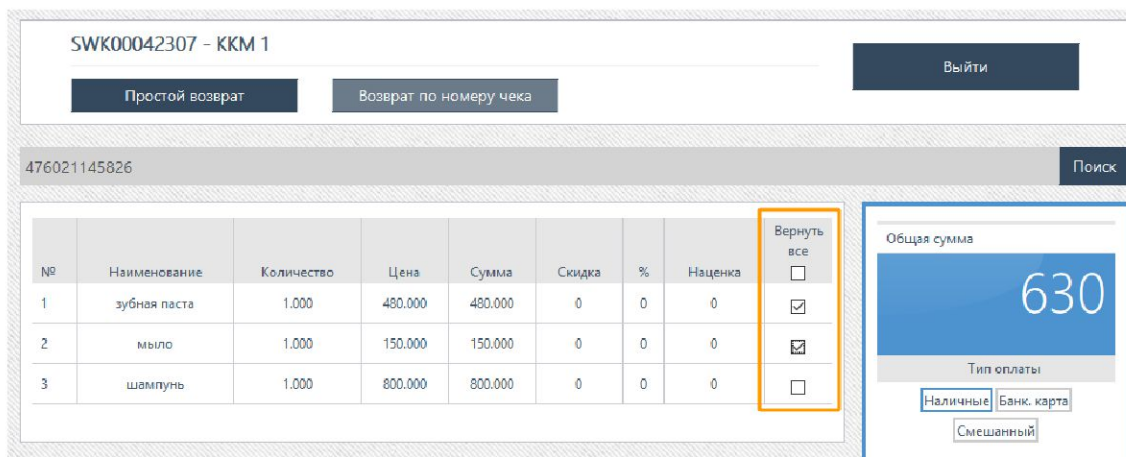 SWK00042307 - ККМ 1
Выйти
Простой возврат
Возврат по номеру чека
476021145826
Поиск
№ Наименование Количество Цена Сумма Скидка % Наценка Вернуть все
1 зубная паста 1.000 480.000 480.000 0 0 0
2 мыло 1.000 150.000 150.000 0 0 0
3 шампунь 1.000 800.000 800.000 0 0 0
Общая сумма
630
Тип оплаты
Наличные Банк. карта
Смешанный